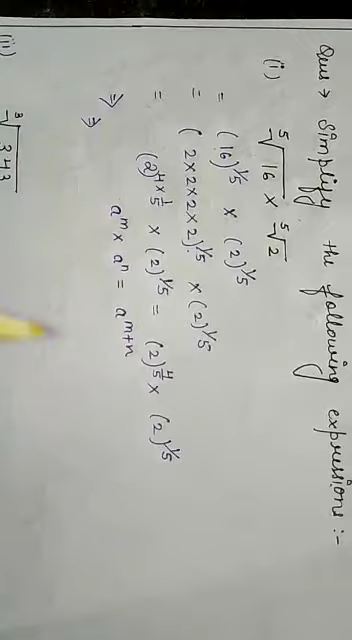 Ques → Simplify the following expressions :-
(i) ⁵√16 × ⁵√2
= (16)^1/5 × (2)^1/5
= (2×2×2×2)^1/5 × (2)^1/5
= (2)^4×1/5 × (2)^1/5 = (2)^4/5 × (2)^1/5
⇒ a^m × a^n = a^m+n
⇒
(ii) ³√343